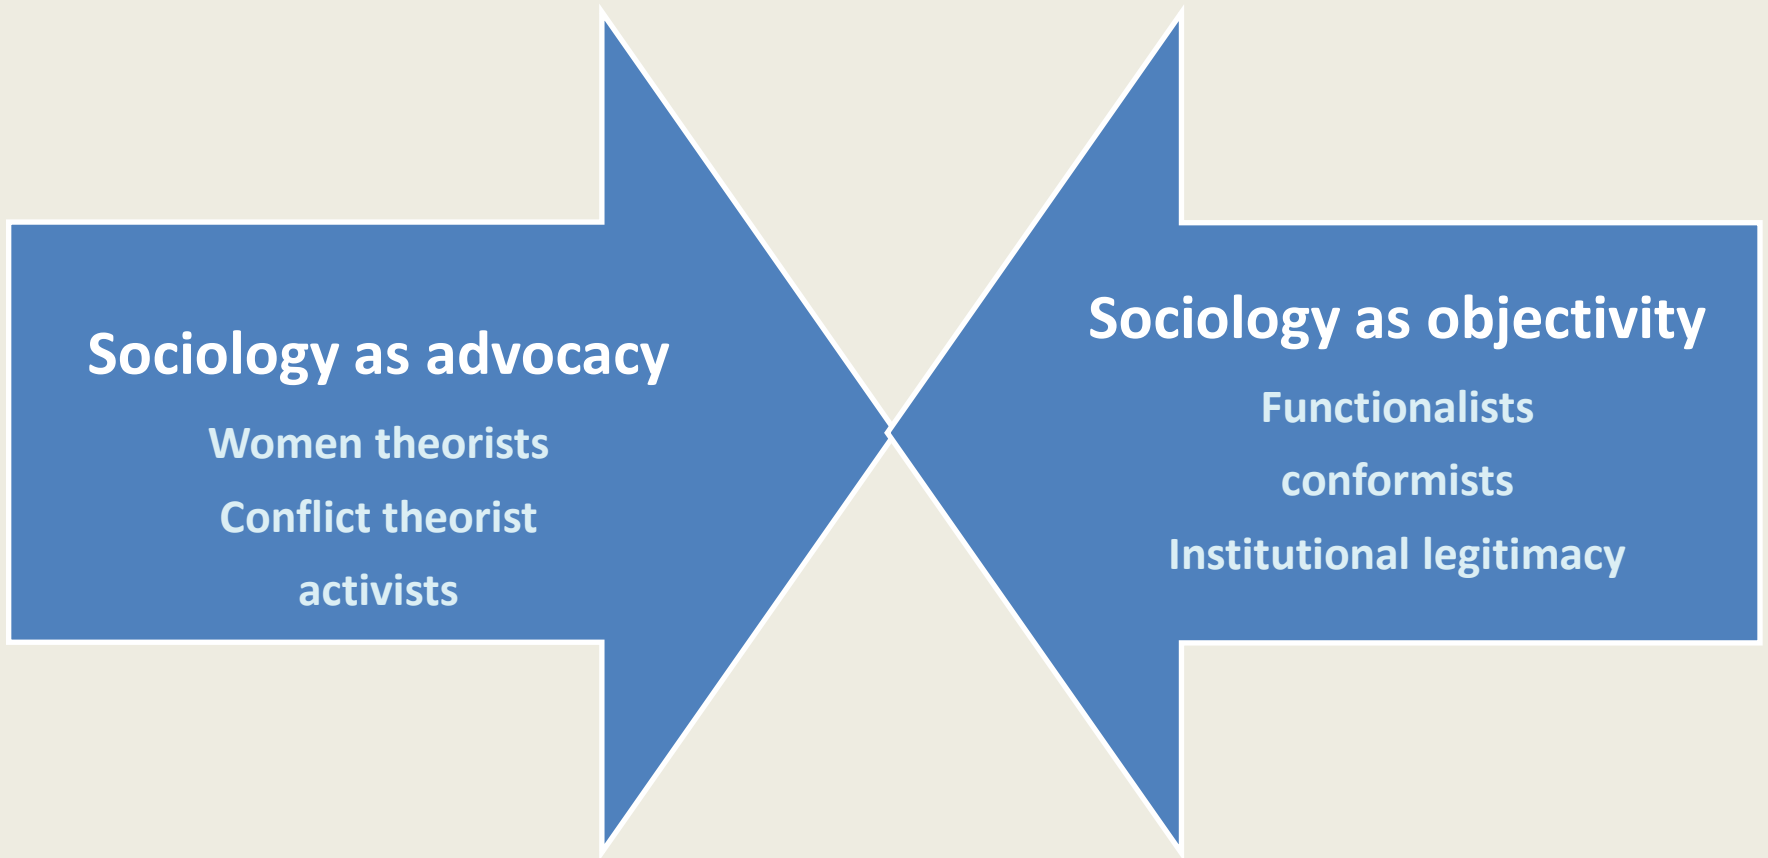 Sociology as advocacy
Women theorists
Conflict theorist
activists
Sociology as objectivity
Functionalists
conformists
Institutional legitimacy